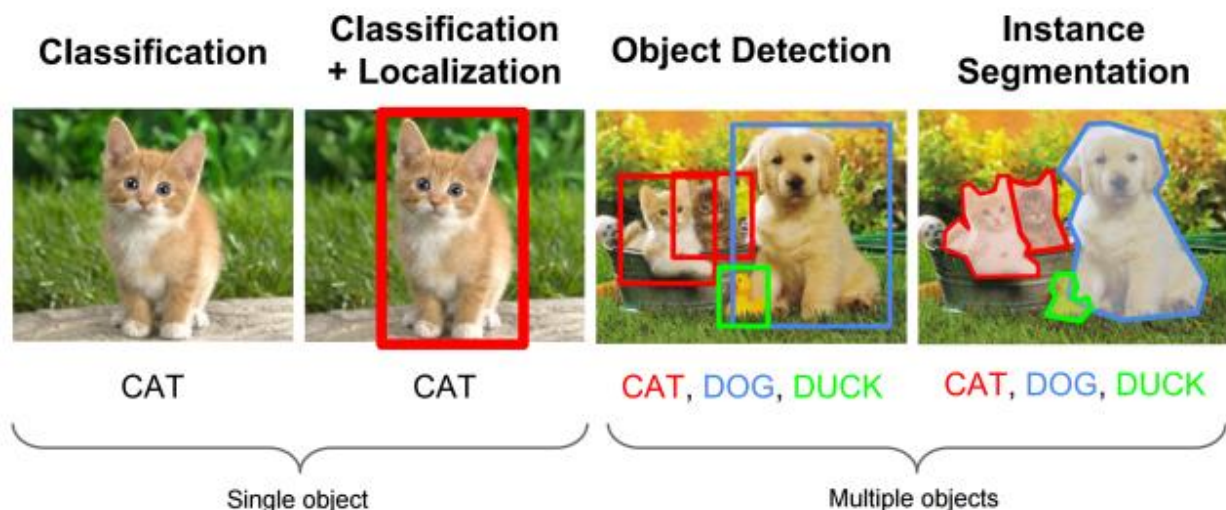 Classification
Classification
+ Localization
Object Detection
Instance
Segmentation
CAT
CAT
CAT, DOG, DUCK
CAT, DOG, DUCK
Single object
Multiple objects